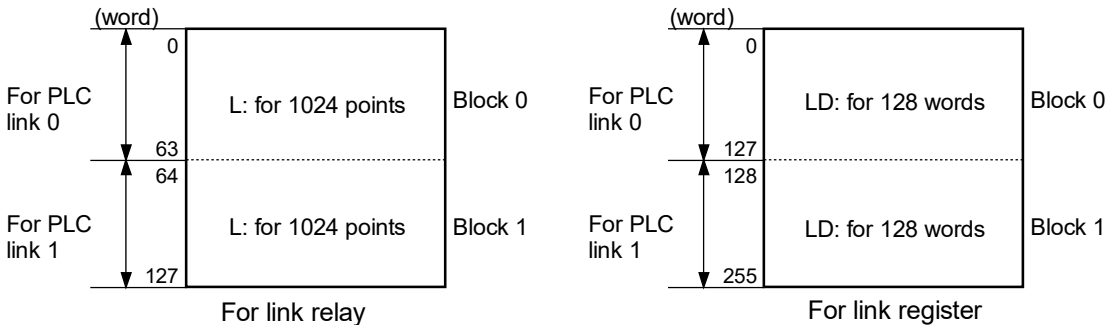 (word)
0
For PLC
link 0
L: for 1024 points
Block 0
63
64
For PLC
link 1
L: for 1024 points
Block 1
127
For link relay
(word)
0
For PLC
link 0
LD: for 128 words
Block 0
127
128
For PLC
link 1
LD: for 128 words
Block 1
255
For link register